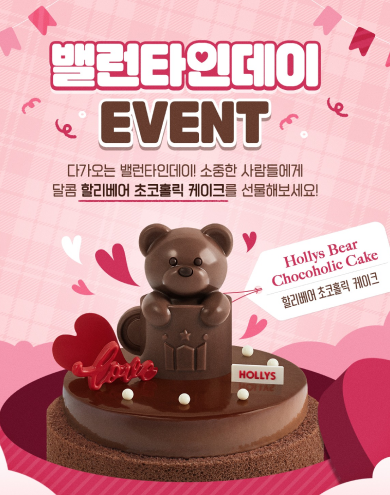 밸런타인데이
EVENT
다가오는 밸런타인데이! 소중한 사람들에게
달콤 할리베어 초코홀릭 케이크를 선물해보세요!
Hollys Bear
Chocoholic Cake
할리베어 초코홀릭 케이크
love
HOLLYS